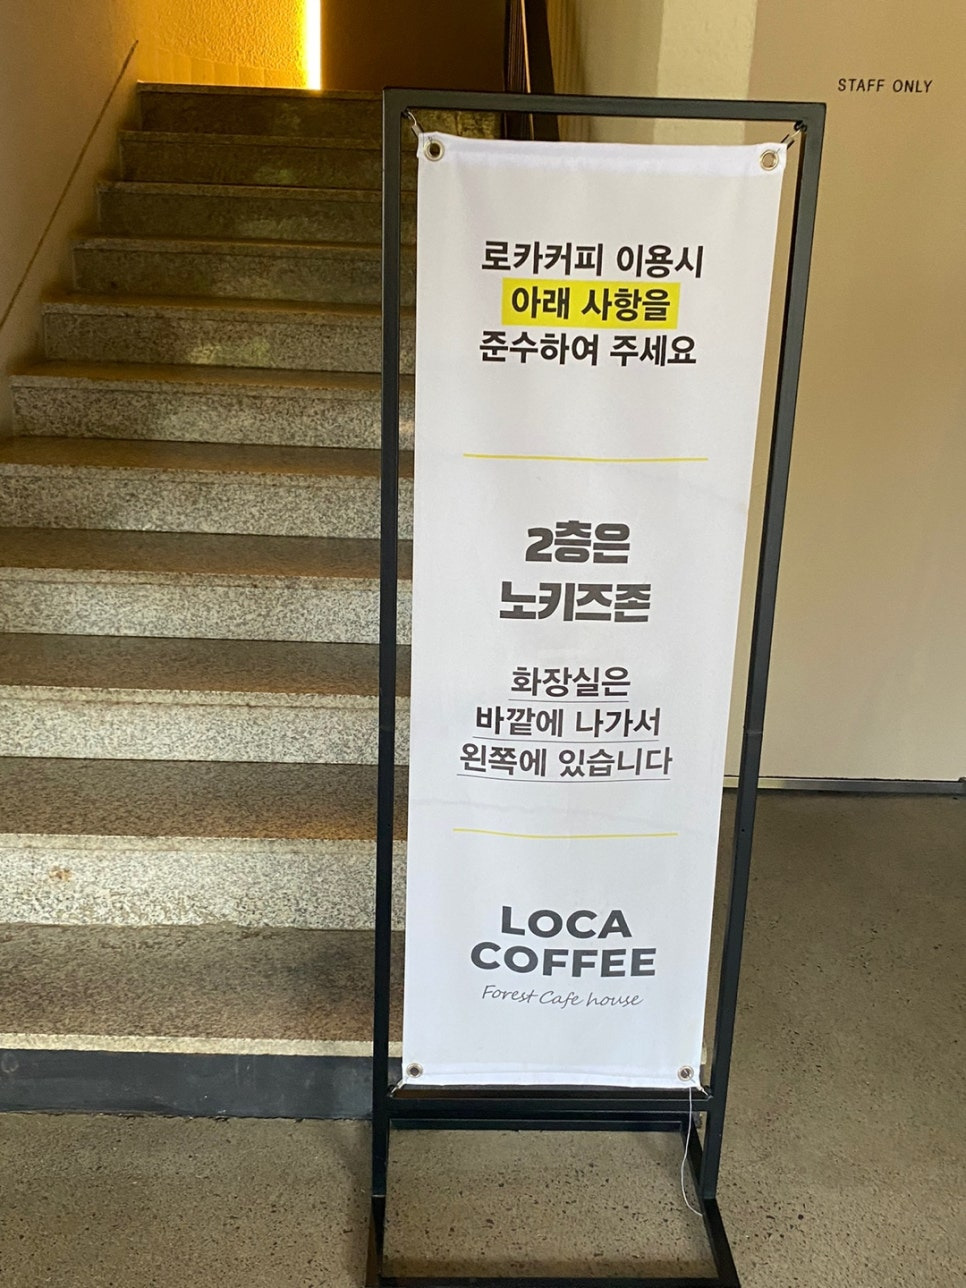 STAFF ONLY
로카커피 이용시
아래 사항을
준수하여 주세요
2층은
노키즈존
화장실은
바깥에 나가서
왼쪽에 있습니다
LOCA
COFFEE
Forest Cafe house